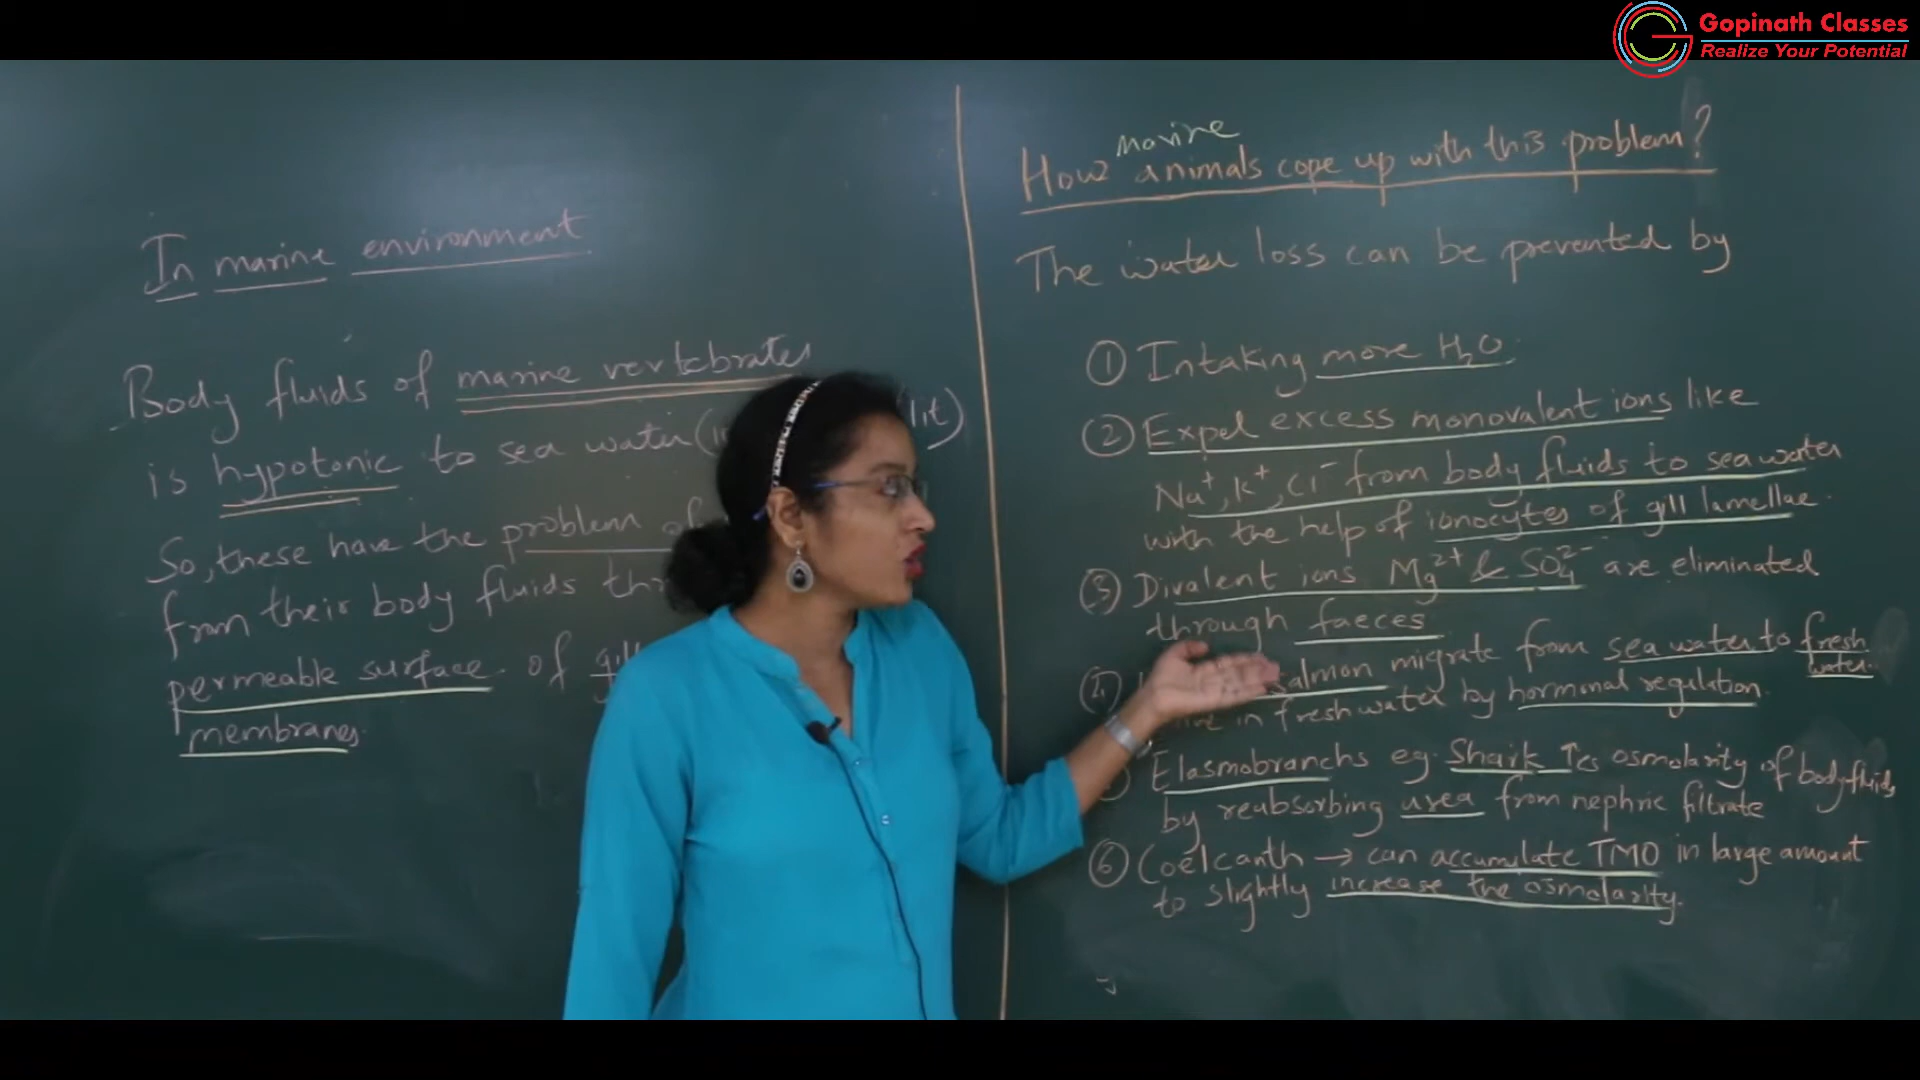 Gopinath Classes
Realize Your Potential
In marine environment
Body fluids of marine vertebrates
is hypotonic to sea water ( lit)
So, these have the problem of
from their body fluids
permeable surface of
membranes.
How marine animals cope up with this problem?
The water loss can be prevented by
① Intaking more H₂O.
② Expel excess monovalent ions like
Na⁺, K⁺, Cl⁻ from body fluids to sea water
with the help of ionocytes of gill lamellae.
③ Divalent ions Mg²⁺ & SO₄²⁻ are eliminated
through faeces
salmon migrate from sea water to fresh water.
in fresh water by hormonal regulation.
Elasmobranchs eg. Shark ↑es osmolarity of body fluids
by reabsorbing urea from nephric filtrate
⑥ Coelcanth → can accumulate TMO in large amount
to slightly increase the osmolarity.